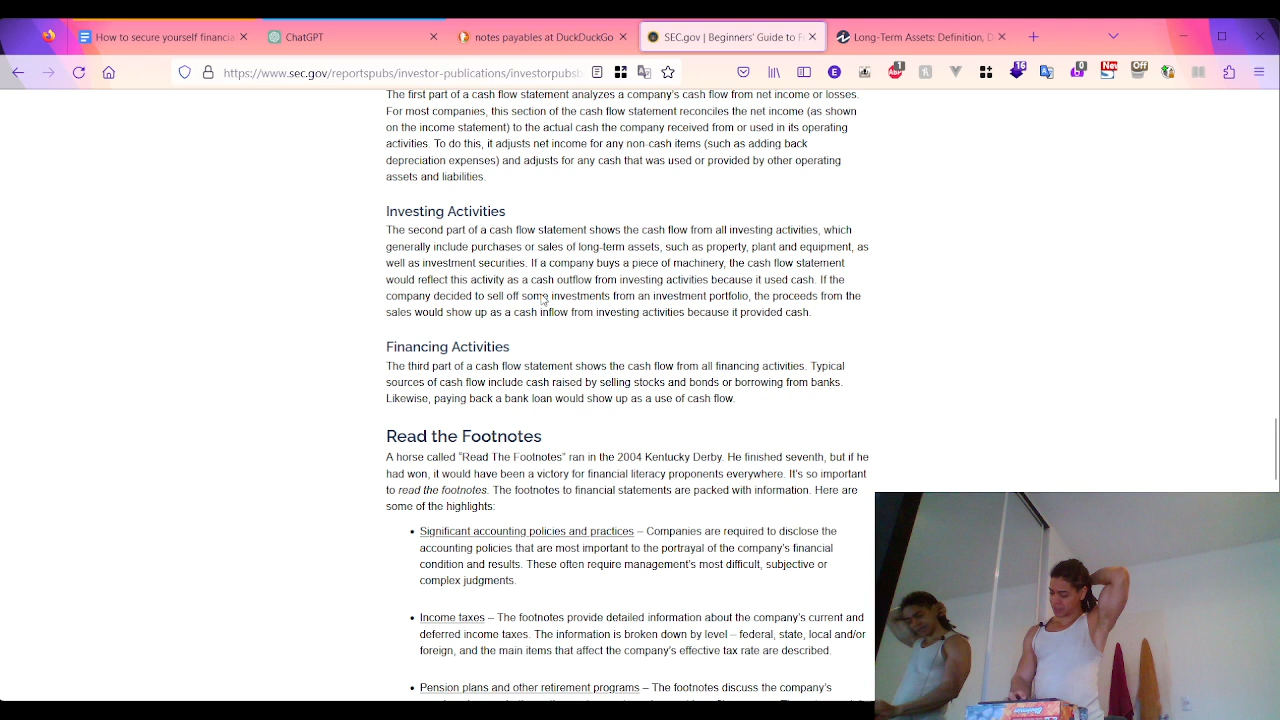 How to secure yourself financia
ChatGPT
notes payables at DuckDuckGo
SEC.gov | Beginners' Guide to F
Long-Term Assets: Definition, D
https://www.sec.gov/reportspubs/investor-publications/investorpubsb
The first part of a cash flow statement analyzes a company's cash flow from net income or losses.
For most companies, this section of the cash flow statement reconciles the net income (as shown
on the income statement) to the actual cash the company received from or used in its operating
activities. To do this, it adjusts net income for any non-cash items (such as adding back
depreciation expenses) and adjusts for any cash that was used or provided by other operating
assets and liabilities.
Investing Activities
The second part of a cash flow statement shows the cash flow from all investing activities, which
generally include purchases or sales of long-term assets, such as property, plant and equipment, as
well as investment securities. If a company buys a piece of machinery, the cash flow statement
would reflect this activity as a cash outflow from investing activities because it used cash. If the
company decided to sell off some investments from an investment portfolio, the proceeds from the
sales would show up as a cash inflow from investing activities because it provided cash.
Financing Activities
The third part of a cash flow statement shows the cash flow from all financing activities. Typical
sources of cash flow include cash raised by selling stocks and bonds or borrowing from banks.
Likewise, paying back a bank loan would show up as a use of cash flow.
Read the Footnotes
A horse called "Read The Footnotes" ran in the 2004 Kentucky Derby. He finished seventh, but if he
had won, it would have been a victory for financial literacy proponents everywhere. It's so important
to read the footnotes. The footnotes to financial statements are packed with information. Here are
some of the highlights:
• Significant accounting policies and practices – Companies are required to disclose the
accounting policies that are most important to the portrayal of the company's financial
condition and results. These often require management's most difficult, subjective or
complex judgments.
• Income taxes – The footnotes provide detailed information about the company's current and
deferred income taxes. The information is broken down by level – federal, state, local and/or
foreign, and the main items that affect the company's effective tax rate are described.
• Pension plans and other retirement programs – The footnotes discuss the company's